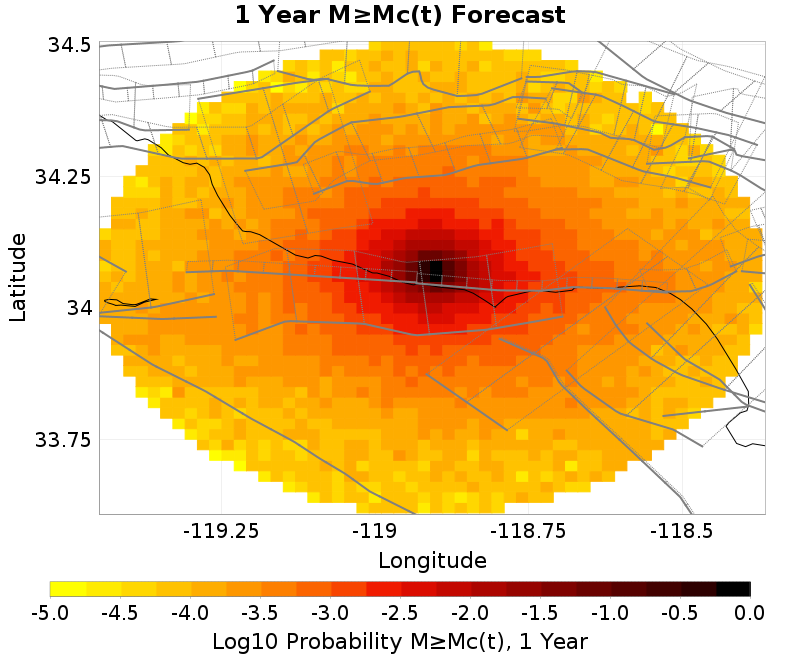 1 Year M≥Mc(t) Forecast
34.5
34.25
34
33.75
Latitude
-119.25 -119 -118.75 -118.5
Longitude
-5.0 -4.5 -4.0 -3.5 -3.0 -2.5 -2.0 -1.5 -1.0 -0.5 0.0
Log10 Probability M≥Mc(t), 1 Year